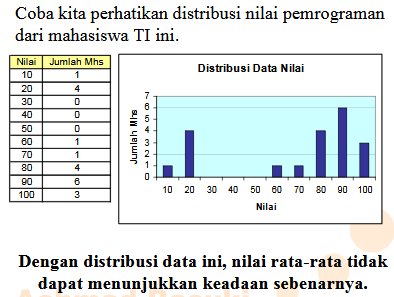 Coba kita perhatikan distribusi nilai pemrograman
dari mahasiswa TI ini.
Nilai Jumlah Mhs
10 1
20 4
30 0
40 0
50 0
60 1
70 1
80 4
90 6
100 3
Distribusi Data Nilai
Jumlah Mhs
7
6
5
4
3
2
1
0
10 20 30 40 50 60 70 80 90 100
Nilai
Dengan distribusi data ini, nilai rata-rata tidak
dapat menunjukkan keadaan sebenarnya.